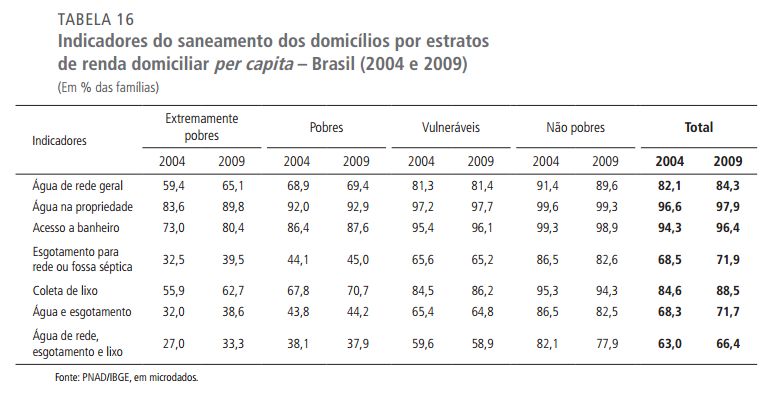 TABELA 16
Indicadores do saneamento dos domicílios por estratos
de renda domiciliar per capita – Brasil (2004 e 2009)
(Em % das famílias)
Indicadores Extremamente pobres Pobres Vulneráveis Não pobres Total
2004 2009 2004 2009 2004 2009 2004 2009 2004 2009
Água de rede geral 59,4 65,1 68,9 69,4 81,3 81,4 91,4 89,6 82,1 84,3
Água na propriedade 83,6 89,8 92,0 92,9 97,2 97,7 99,6 99,3 96,6 97,9
Acesso a banheiro 73,0 80,4 86,4 87,6 95,4 96,1 99,3 98,9 94,3 96,4
Esgotamento para
rede ou fossa séptica 32,5 39,5 44,1 45,0 65,6 65,2 86,5 82,6 68,5 71,9
Coleta de lixo 55,9 62,7 67,8 70,7 84,5 86,2 95,3 94,3 84,6 88,5
Água e esgotamento 32,0 38,6 43,8 44,2 65,4 64,8 86,5 82,5 68,3 71,7
Água de rede,
esgotamento e lixo 27,0 33,3 38,1 37,9 59,6 58,9 82,1 77,9 63,0 66,4
Fonte: PNAD/IBGE, em microdados.